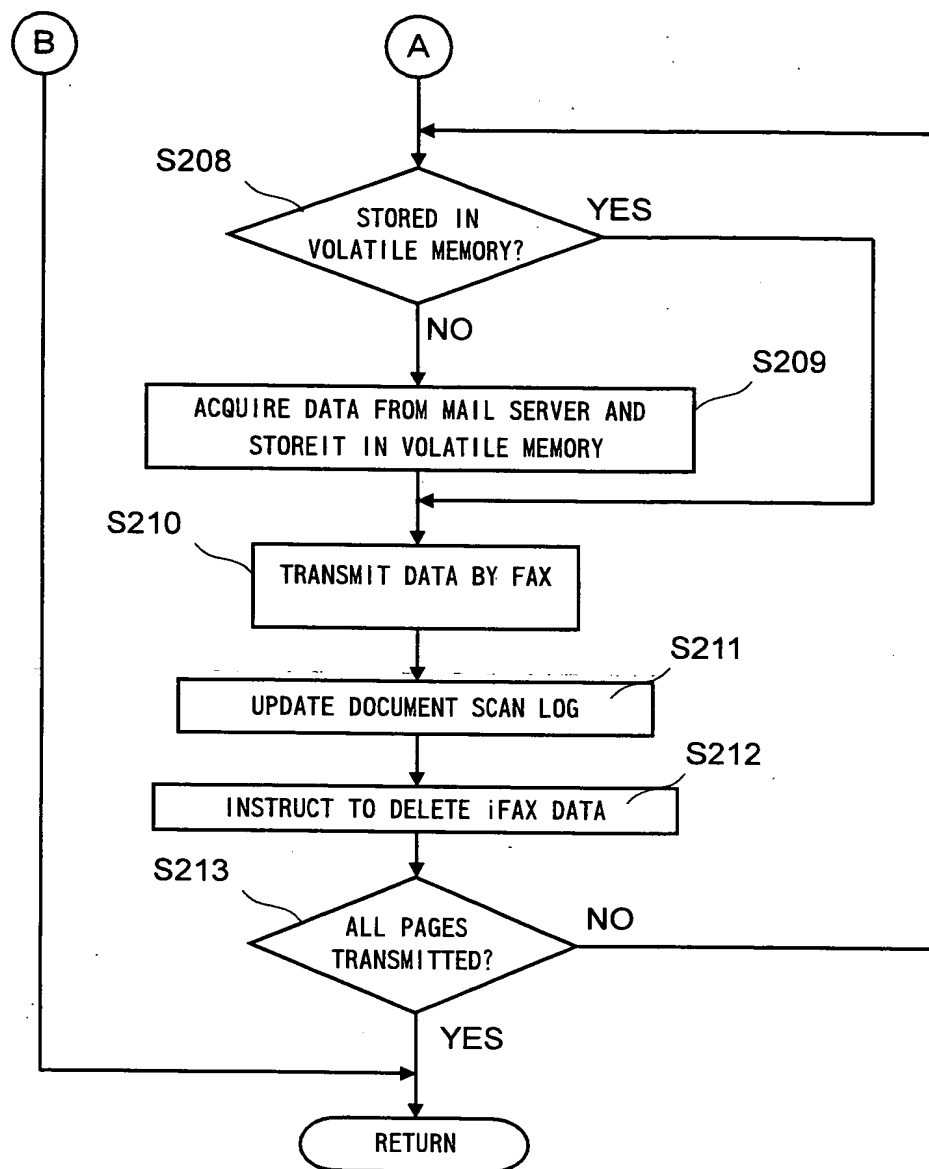 B
A
S208
STORED IN
VOLATILE MEMORY?
YES
NO
S209
ACQUIRE DATA FROM MAIL SERVER AND
STOREIT IN VOLATILE MEMORY
S210
TRANSMIT DATA BY FAX
S211
UPDATE DOCUMENT SCAN LOG
S212
INSTRUCT TO DELETE iFAX DATA
S213
ALL PAGES
TRANSMITTED?
NO
YES
RETURN